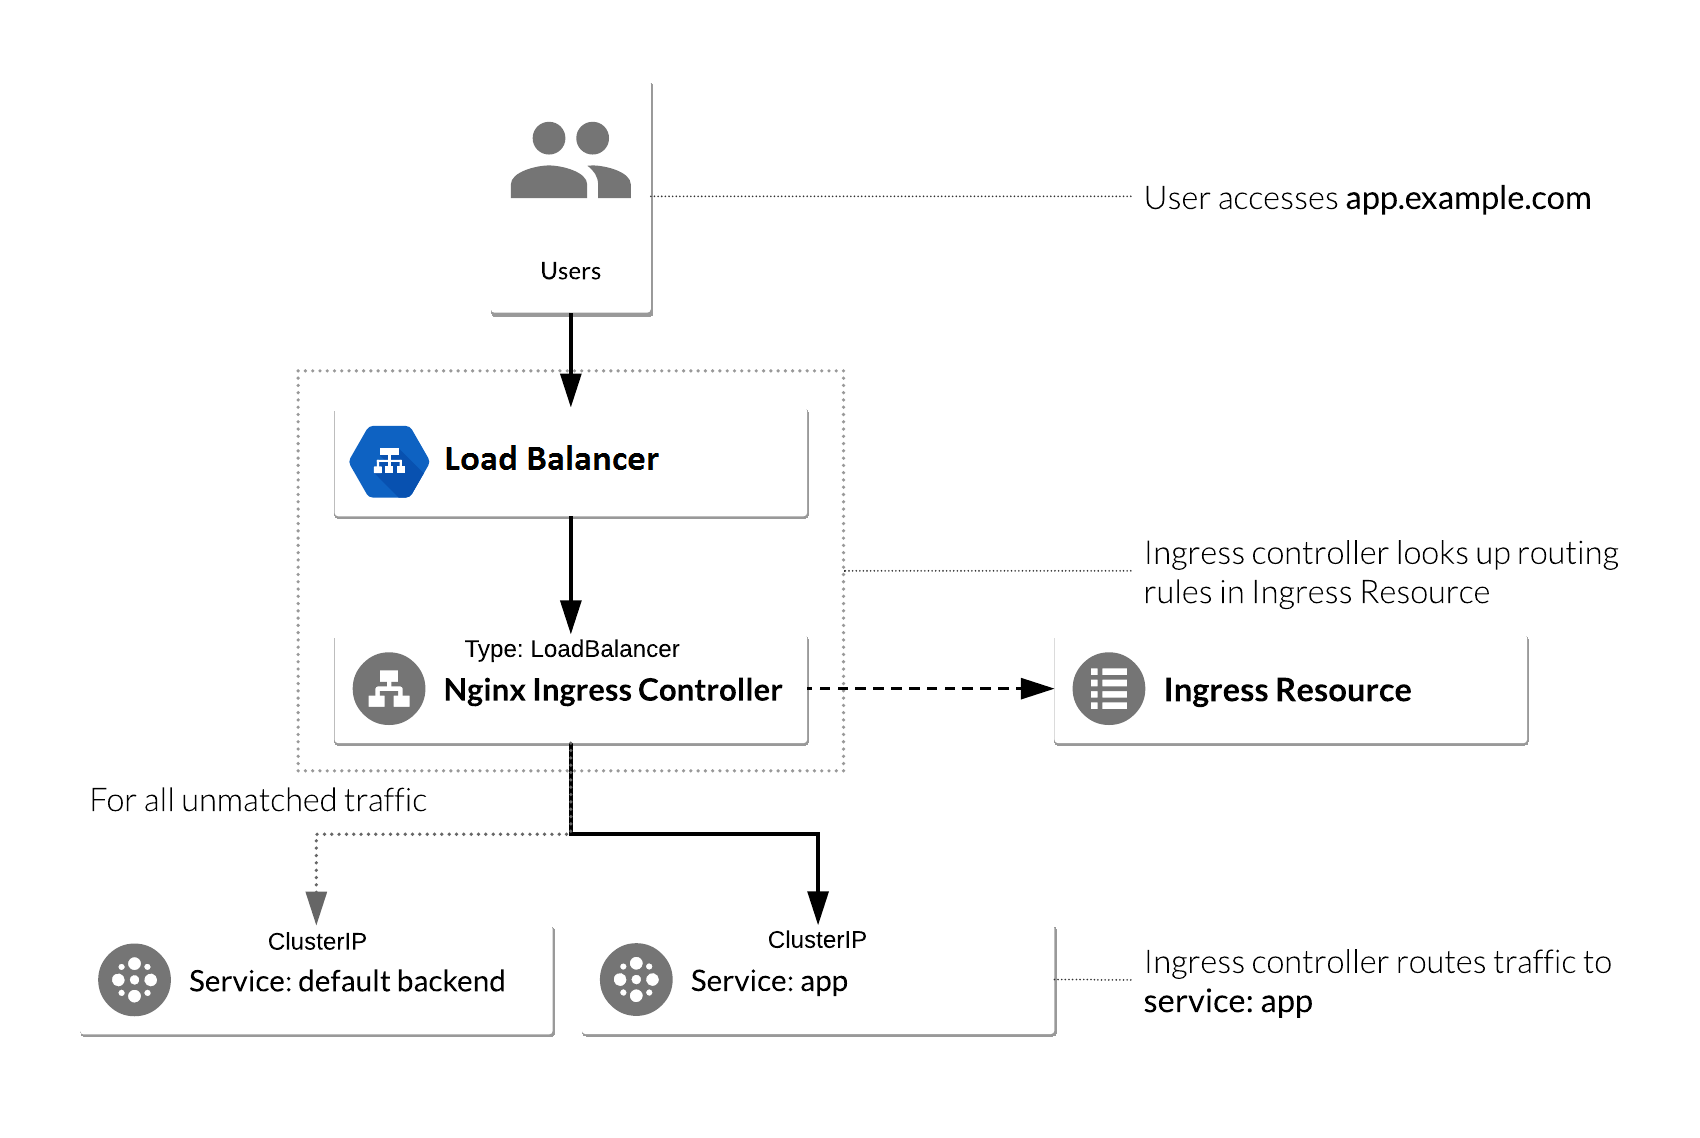 User accesses app.example.com
Users
Load Balancer
Ingress controller looks up routing
rules in Ingress Resource
Type: LoadBalancer
Nginx Ingress Controller
Ingress Resource
For all unmatched traffic
ClusterIP
Service: default backend
ClusterIP
Service: app
Ingress controller routes traffic to
service: app